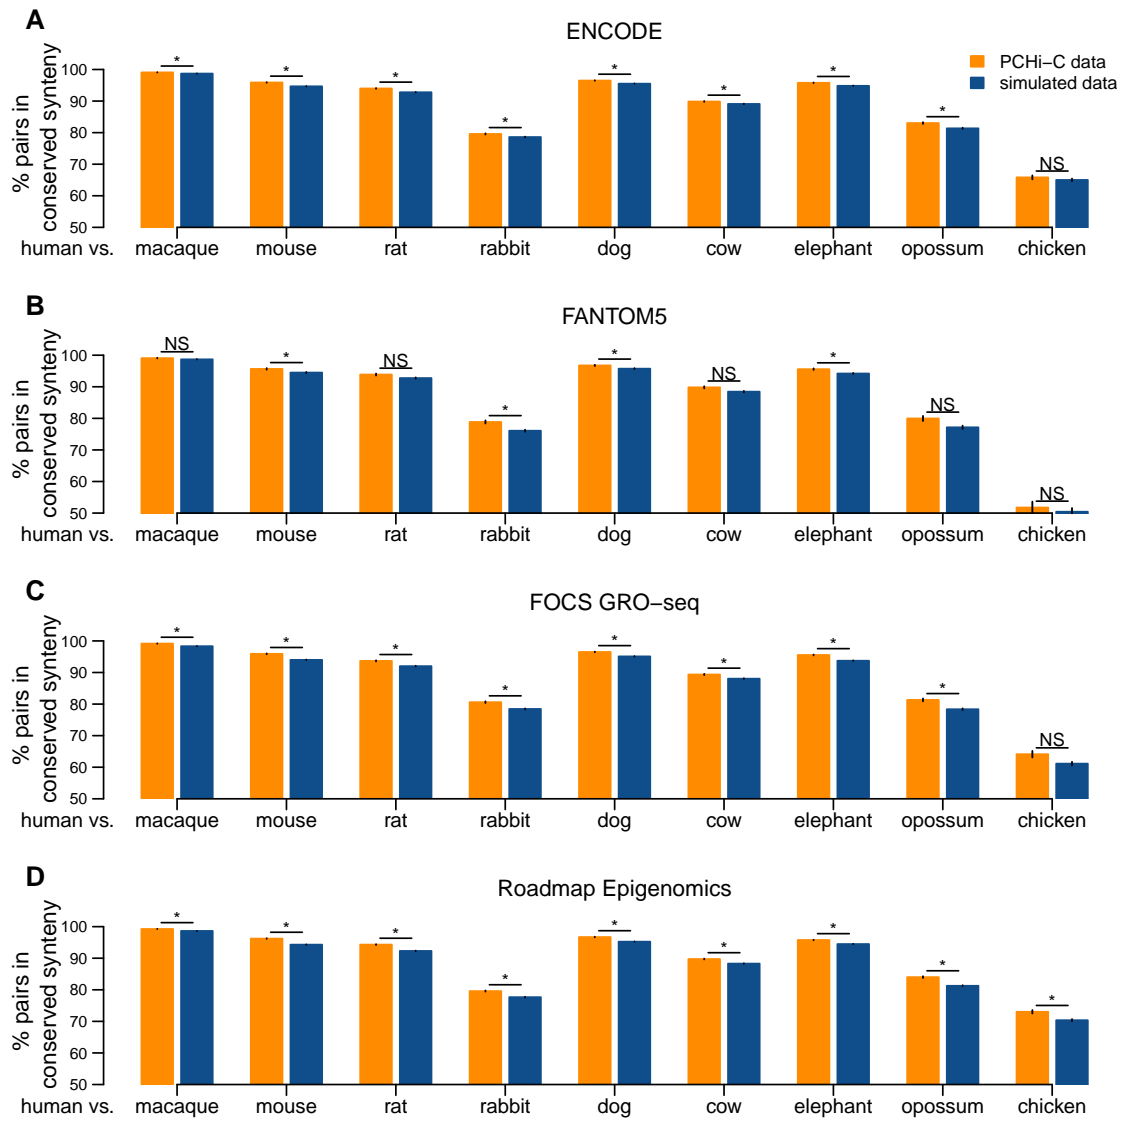 A
ENCODE
PCHi-C data
simulated data
% pairs in
conserved synteny
100
90
80
70
60
50
* * * * * * * * NS
human vs. macaque mouse rat rabbit dog cow elephant opossum chicken
B
FANTOM5
% pairs in
conserved synteny
100
90
80
70
60
50
NS * NS * * NS * NS NS
human vs. macaque mouse rat rabbit dog cow elephant opossum chicken
C
FOCS GRO-seq
% pairs in
conserved synteny
100
90
80
70
60
50
* * * * * * * * NS
human vs. macaque mouse rat rabbit dog cow elephant opossum chicken
D
Roadmap Epigenomics
% pairs in
conserved synteny
100
90
80
70
60
50
* * * * * * * * *
human vs. macaque mouse rat rabbit dog cow elephant opossum chicken